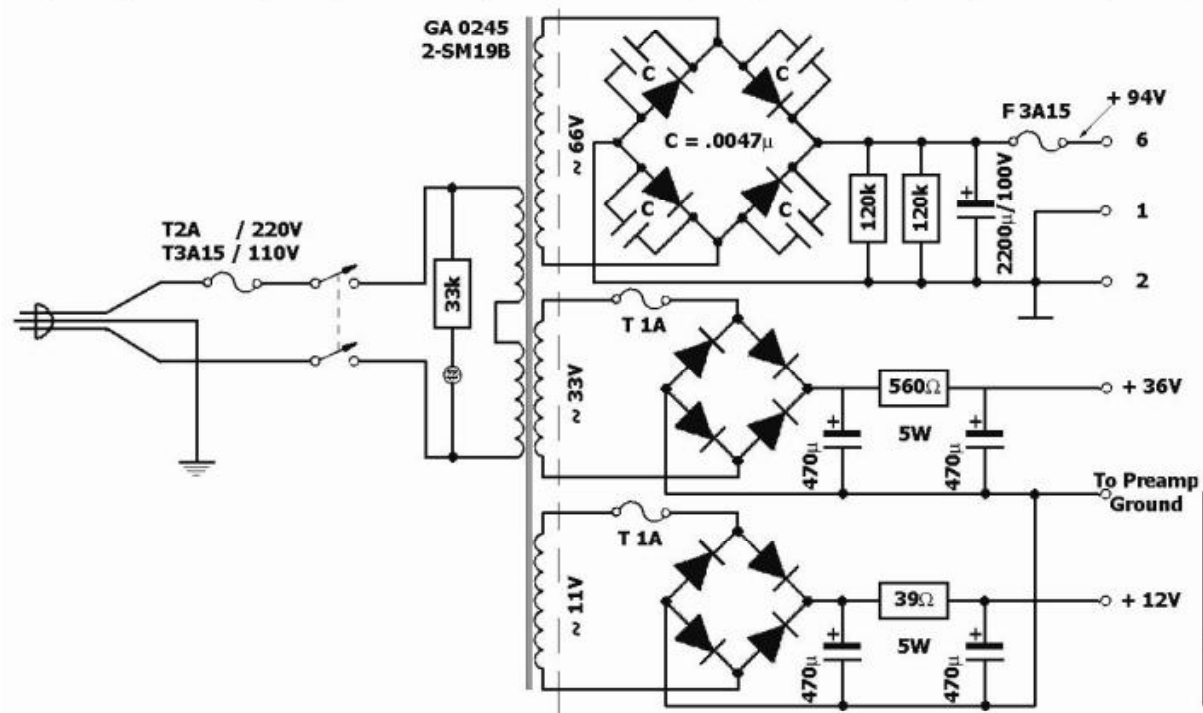 GA 0245
2-SM19B
C
C
C = .0047µ
C
C
~ 66V
120k
120k
+
2200µ/100V
F 3A15
+ 94V
6
1
2
T2A / 220V
T3A15 / 110V
33k
T 1A
~ 33V
+
470µ
560Ω
5W
+
470µ
+ 36V
To Preamp
Ground
T 1A
~ 11V
+
470µ
39Ω
5W
+
470µ
+ 12V